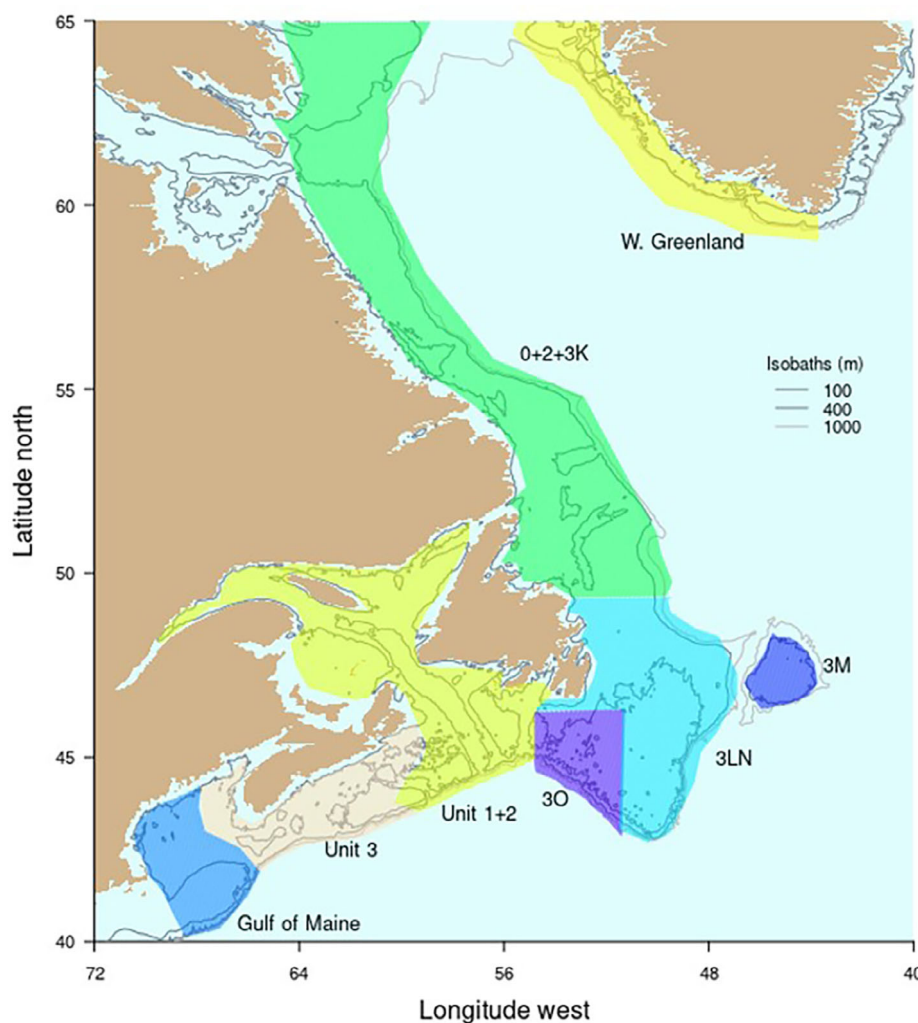 65
60
55
50
45
40
Latitude north
W. Greenland
0+2+3K
Isobaths (m)
100
400
1000
3M
3LN
3O
Unit 1+2
Unit 3
Gulf of Maine
72
64
56
48
40
Longitude west